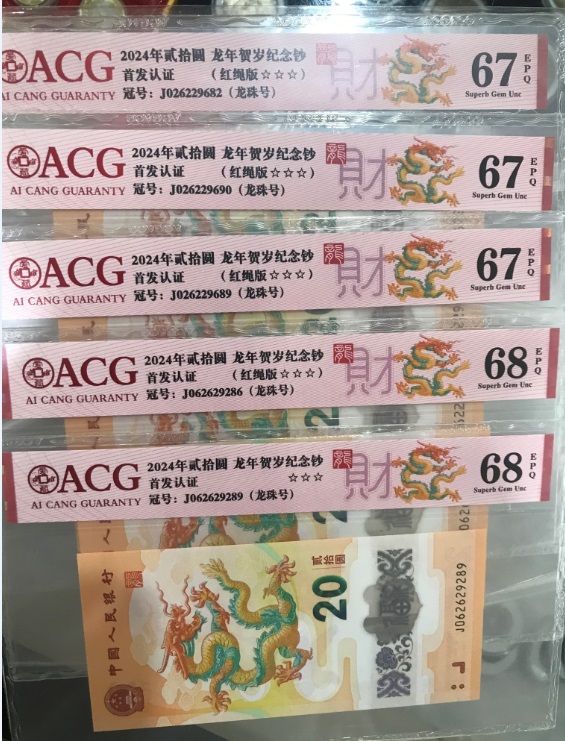 ACG
AI CANG GUARANTY
2024年贰拾圆 龙年贺岁纪念钞
首发认证 （红绳版☆☆☆）
冠号：J026229682（龙珠号）
財
67
EPQ
Superb Gem Unc
ACG
AI CANG GUARANTY
2024年贰拾圆 龙年贺岁纪念钞
首发认证 （红绳版☆☆☆）
冠号：J026229690（龙珠号）
龍
財
67
EPQ
Superb Gem Unc
ACG
AI CANG GUARANTY
2024年贰拾圆 龙年贺岁纪念钞
首发认证 （红绳版☆☆☆）
冠号：J026229689（龙珠号）
龍
財
67
EPQ
Superb Gem Unc
ACG
AI CANG GUARANTY
2024年贰拾圆 龙年贺岁纪念钞
首发认证 （红绳版☆☆☆）
冠号：J062629286（龙珠号）
龍
財
68
EPQ
Superb Gem Unc
ACG
AI CANG GUARANTY
2024年贰拾圆 龙年贺岁纪念钞
首发认证 ☆☆☆
冠号：J062629289（龙珠号）
龍
財
68
EPQ
Superb Gem Unc
中国人民银行
20
贰拾圆
J062629289